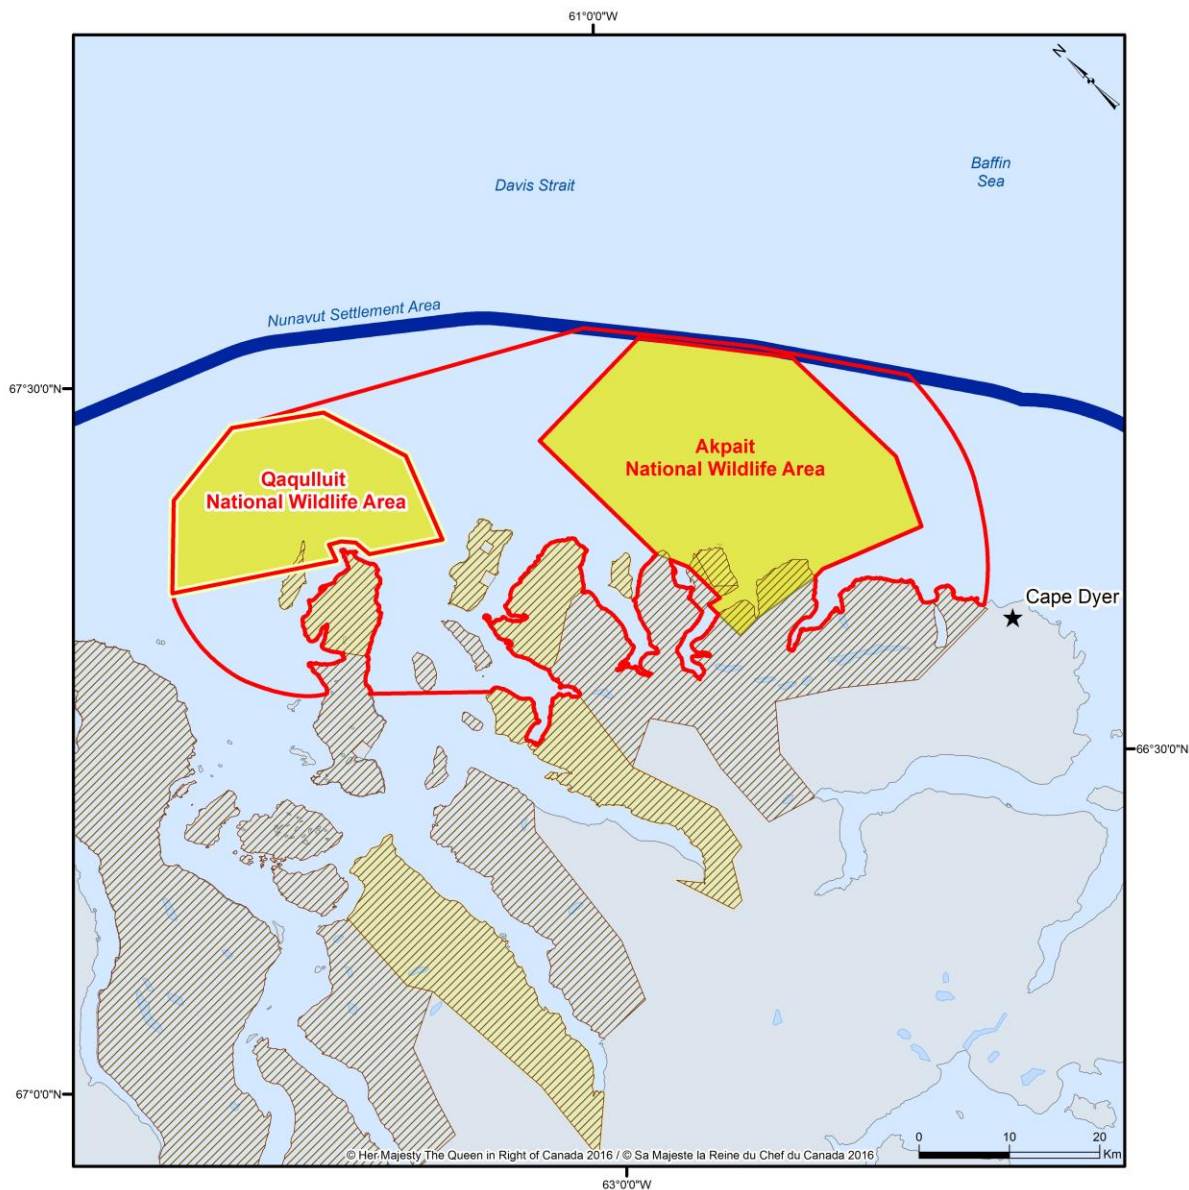 61°0'0"W
N
Davis Strait
Baffin
Sea
Nunavut Settlement Area
67°30'0"N
Akpait
National Wildlife Area
Qaqulluit
National Wildlife Area
Cape Dyer
66°30'0"N
67°0'0"N
0 10 20
Km
© Her Majesty The Queen in Right of Canada 2016 / © Sa Majeste la Reine du Chef du Canada 2016
63°0'0"W